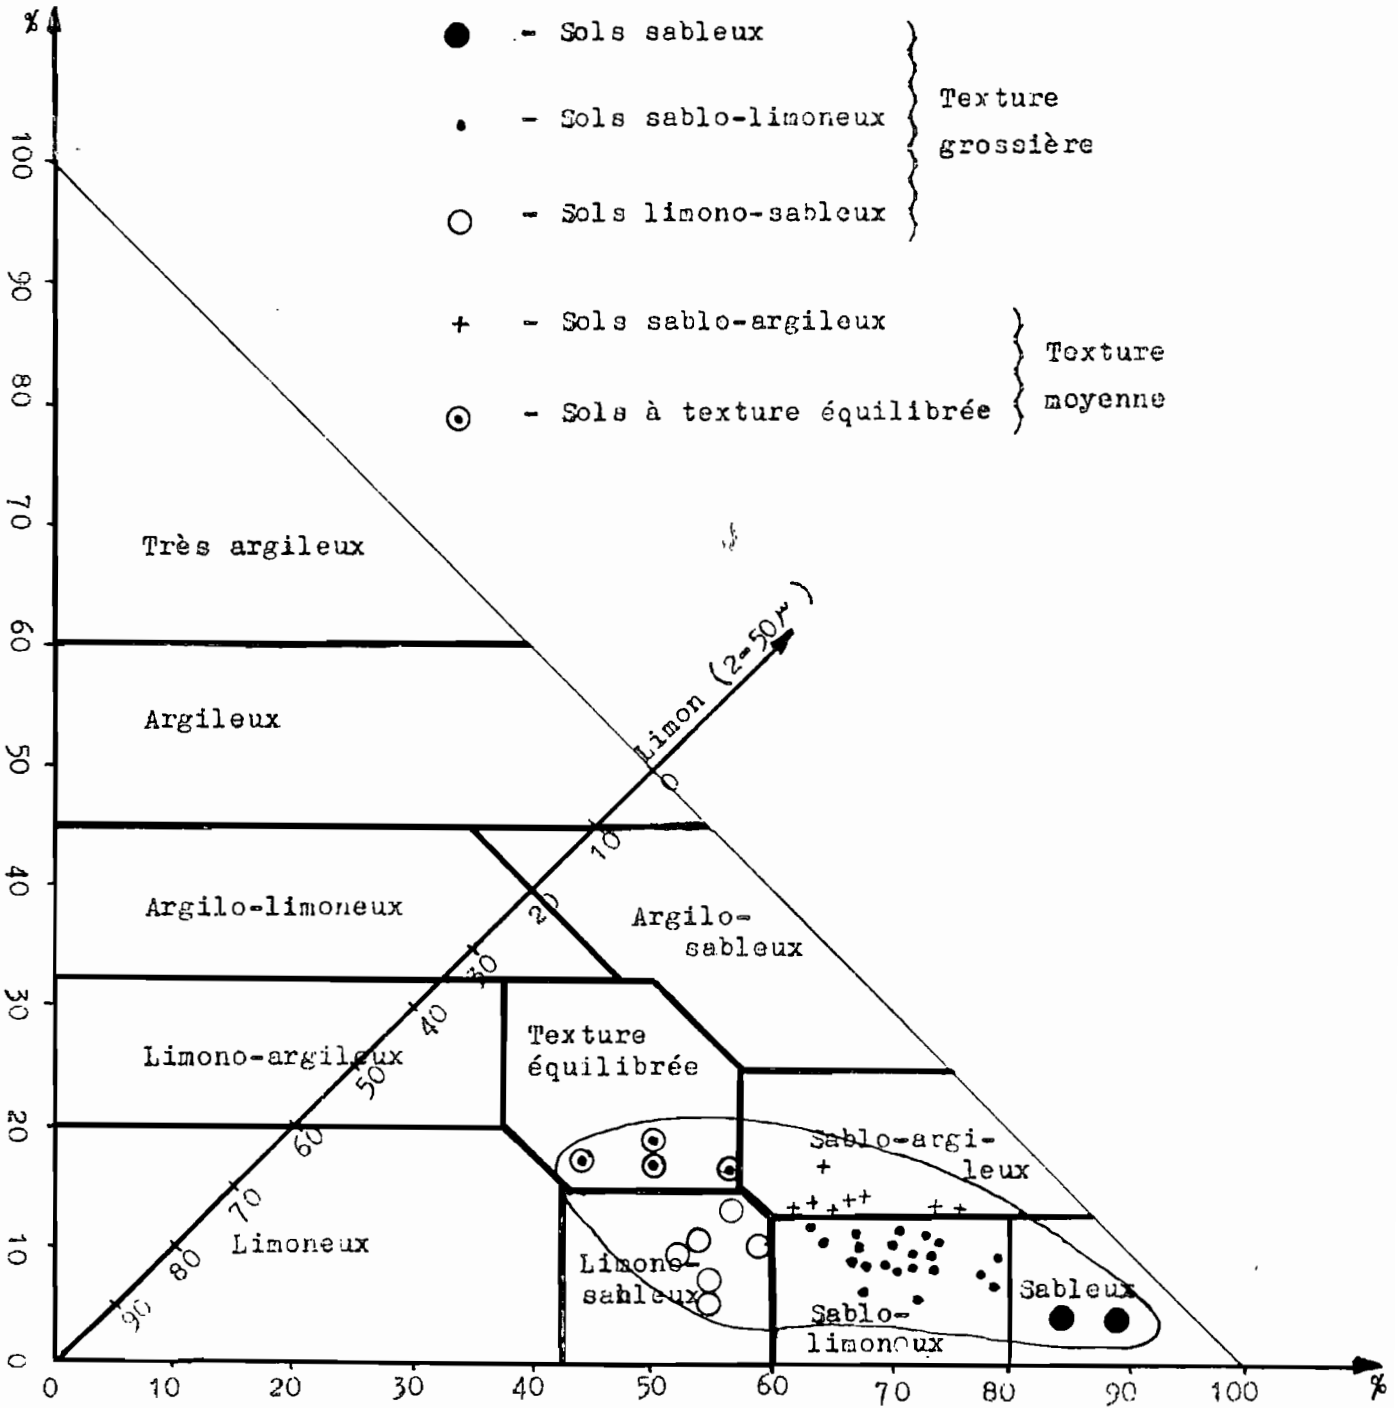 %
- Sols sableux
- Sols sablo-limoneux
- Sols limono-sableux
Texture
grossière
- Sols sablo-argileux
- Sols à texture équilibrée
Texture
moyenne
100
90
80
70
60
50
40
30
20
10
0
Très argileux
Argileux
Argilo-limoneux
Limono-argileux
Limoneux
Limon (2-50μ)
0
10
20
30
40
50
60
70
80
90
Argilo-
sableux
Texture
équilibrée
Sablo-argi-
leux
Limono-
sableux
Sablo-
limoneux
Sableux
0
10
20
30
40
50
60
70
80
90
100
%